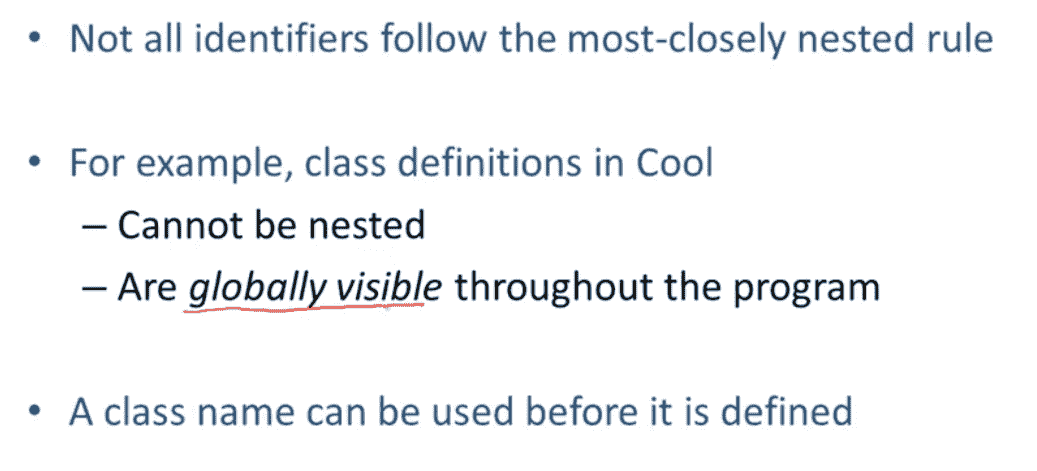 • Not all identifiers follow the most-closely nested rule
• For example, class definitions in Cool
– Cannot be nested
– Are globally visible throughout the program
• A class name can be used before it is defined